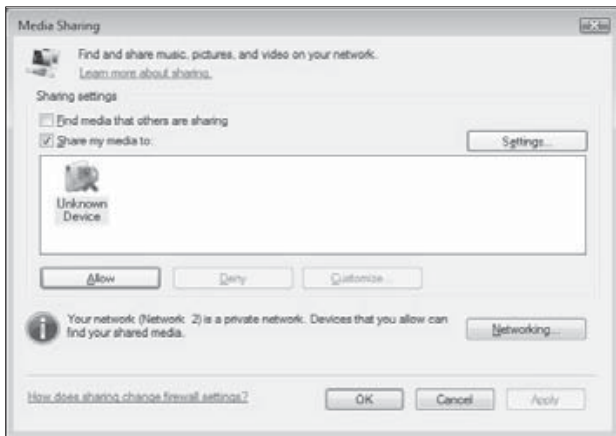 Media Sharing
Find and share music, pictures, and video on your network.
Learn more about sharing.
Sharing settings
Find media that others are sharing
Share my media to:
Settings...
Unknown
Device
Allow
Deny
Customize...
Your network (Network 2) is a private network. Devices that you allow can
find your shared media.
Networking...
How does sharing change firewall settings?
OK
Cancel
Apply